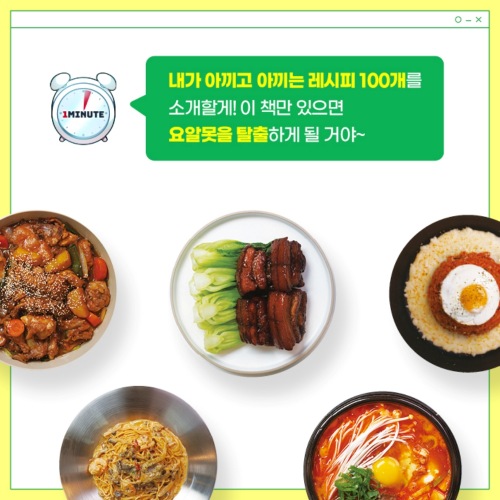 내가 아끼고 아끼는 레시피 100개를
소개할게! 이 책만 있으면
요알못을 탈출하게 될 거야~
1MINUTE